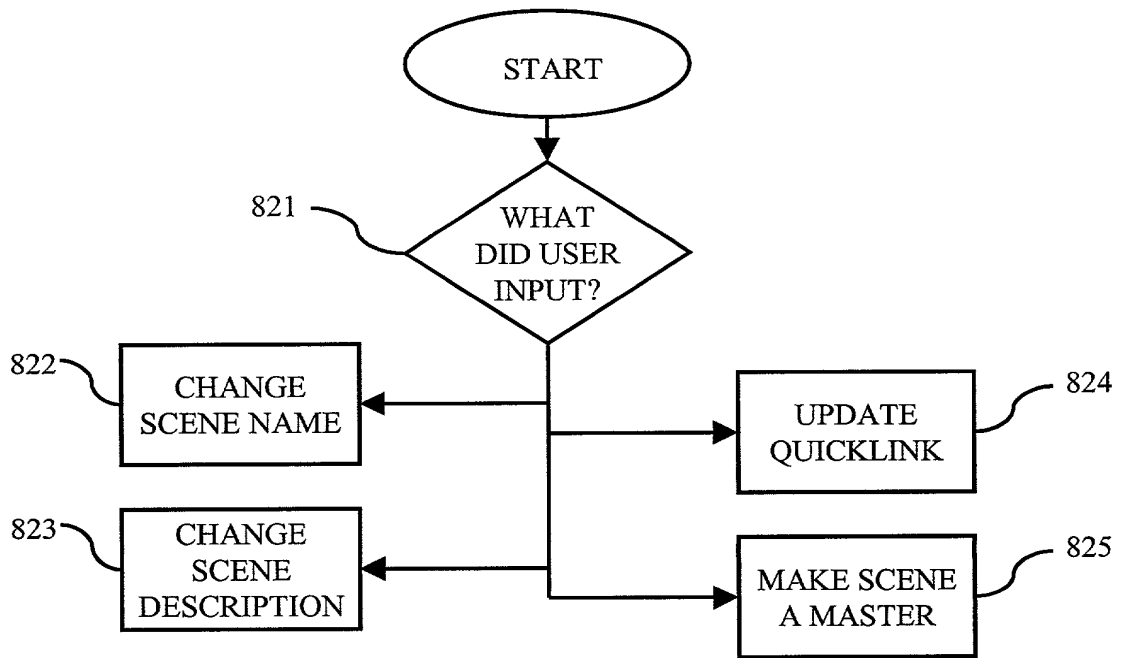 START
821
WHAT
DID USER
INPUT?
822
CHANGE
SCENE NAME
824
UPDATE
QUICKLINK
823
CHANGE
SCENE
DESCRIPTION
825
MAKE SCENE
A MASTER